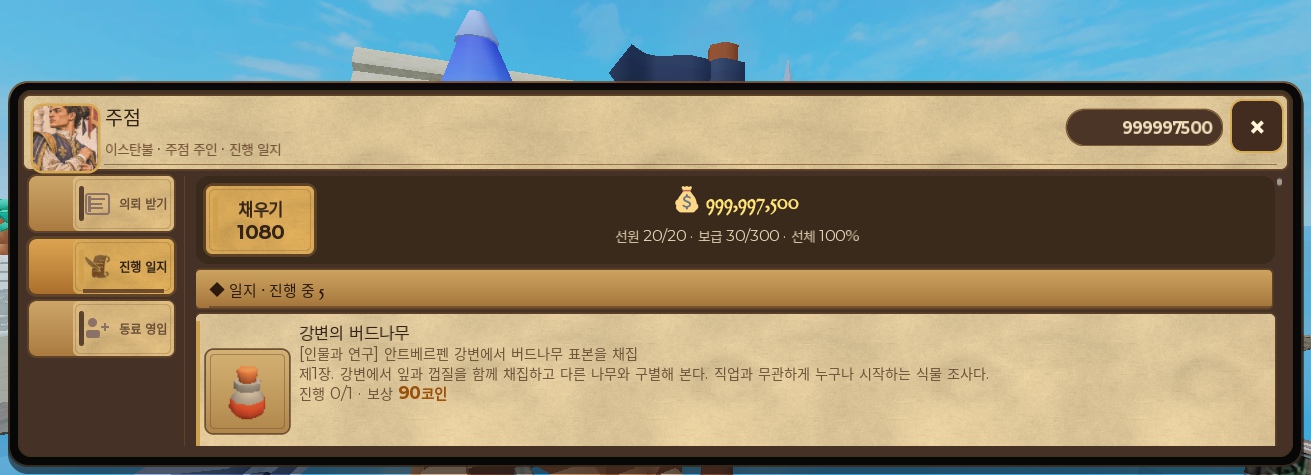 주점
이스탄불 · 주점 주인 · 진행 일지
999997500
×
의뢰 받기
진행 일지
동료 영입
채우기
1080
$
999,997,500
선원 20/20 · 보급 30/300 · 선체 100%
◆ 일지 · 진행 중 5
강변의 버드나무
[인물과 연구] 안트베르펜 강변에서 버드나무 표본을 채집
제1장. 강변에서 잎과 껍질을 함께 채집하고 다른 나무와 구별해 본다. 직업과 무관하게 누구나 시작하는 식물 조사다.
진행 0/1 · 보상 90코인